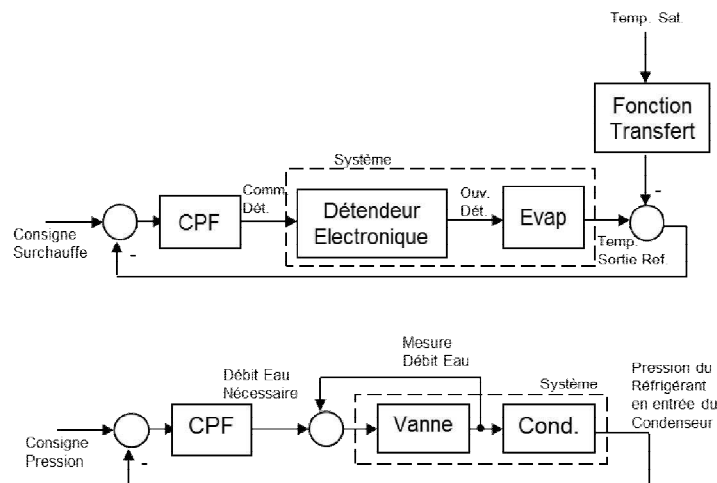 Temp. Sat.
Fonction
Transfert
Système
Comm.
Dét.
Ouv.
Dét.
CPF
Détendeur
Electronique
Evap
-
Consigne
Surchauffe
-
Temp.
Sortie Ref.
Mesure
Débit Eau
Débit Eau
Nécessaire
Système
Pression du
Réfrigérant
en entrée du
Condenseur
CPF
Vanne
Cond.
Consigne
Pression
-